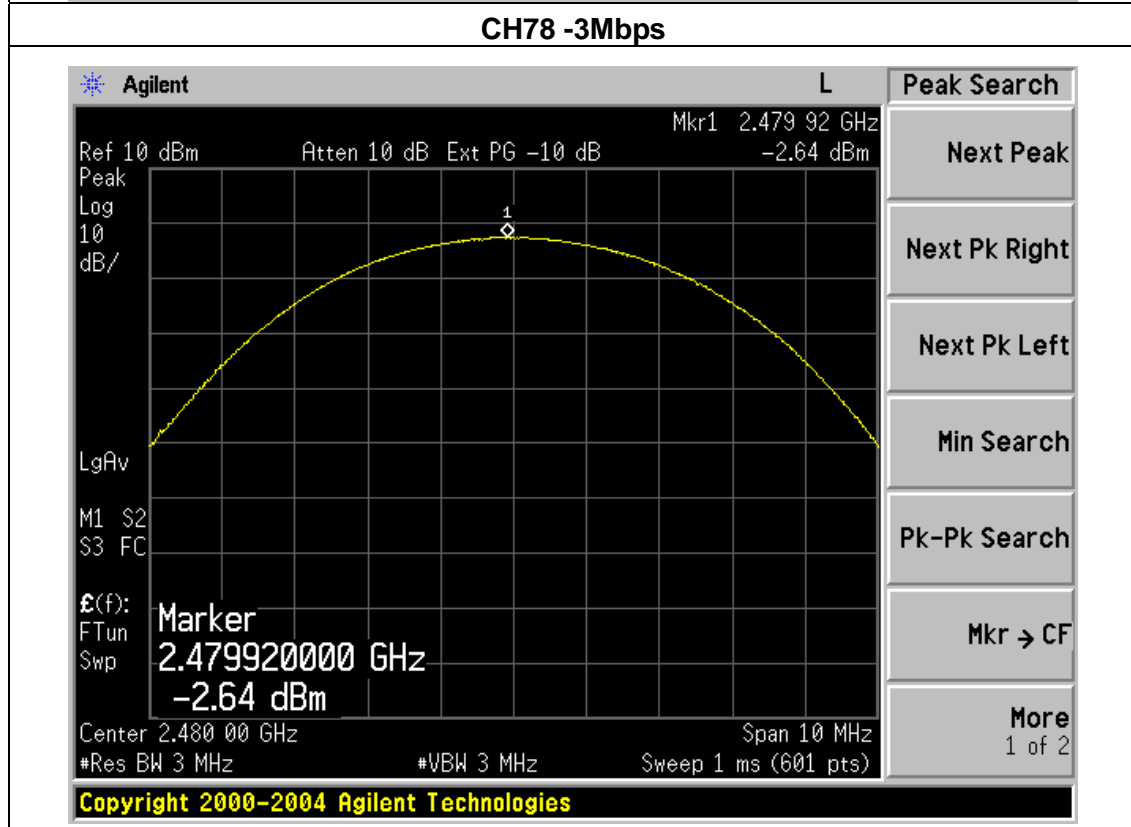 CH78 -3Mbps
Agilent L Peak Search
Mkr1 2.479 92 GHz
Ref 10 dBm Atten 10 dB Ext PG -10 dB -2.64 dBm
Peak
Log
10
dB/
1
LgAv
M1 S2
S3 FC
£(f):
FTun
Swp
Marker
2.479920000 GHz
-2.64 dBm
Center 2.480 00 GHz Span 10 MHz
#Res BW 3 MHz #VBW 3 MHz Sweep 1 ms (601 pts)
Next Peak
Next Pk Right
Next Pk Left
Min Search
Pk-Pk Search
Mkr → CF
More
1 of 2
Copyright 2000-2004 Agilent Technologies